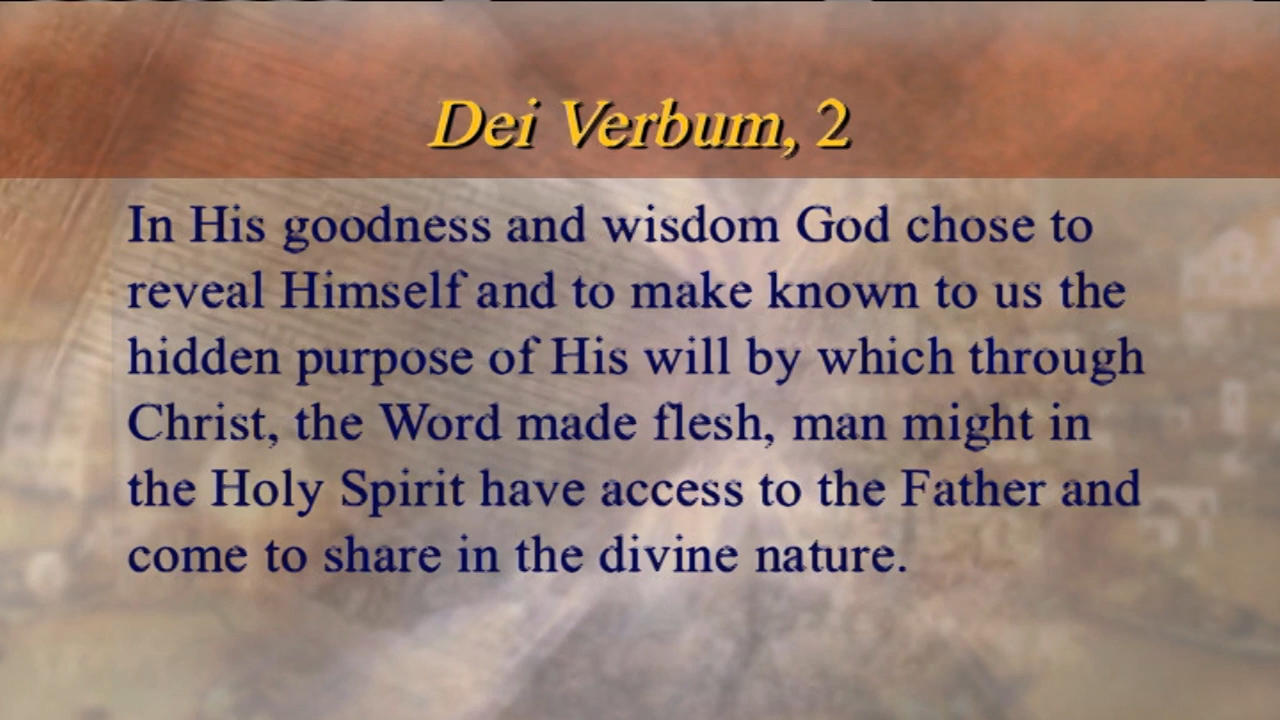 Dei Verbum, 2
In His goodness and wisdom God chose to
reveal Himself and to make known to us the
hidden purpose of His will by which through
Christ, the Word made flesh, man might in
the Holy Spirit have access to the Father and
come to share in the divine nature.